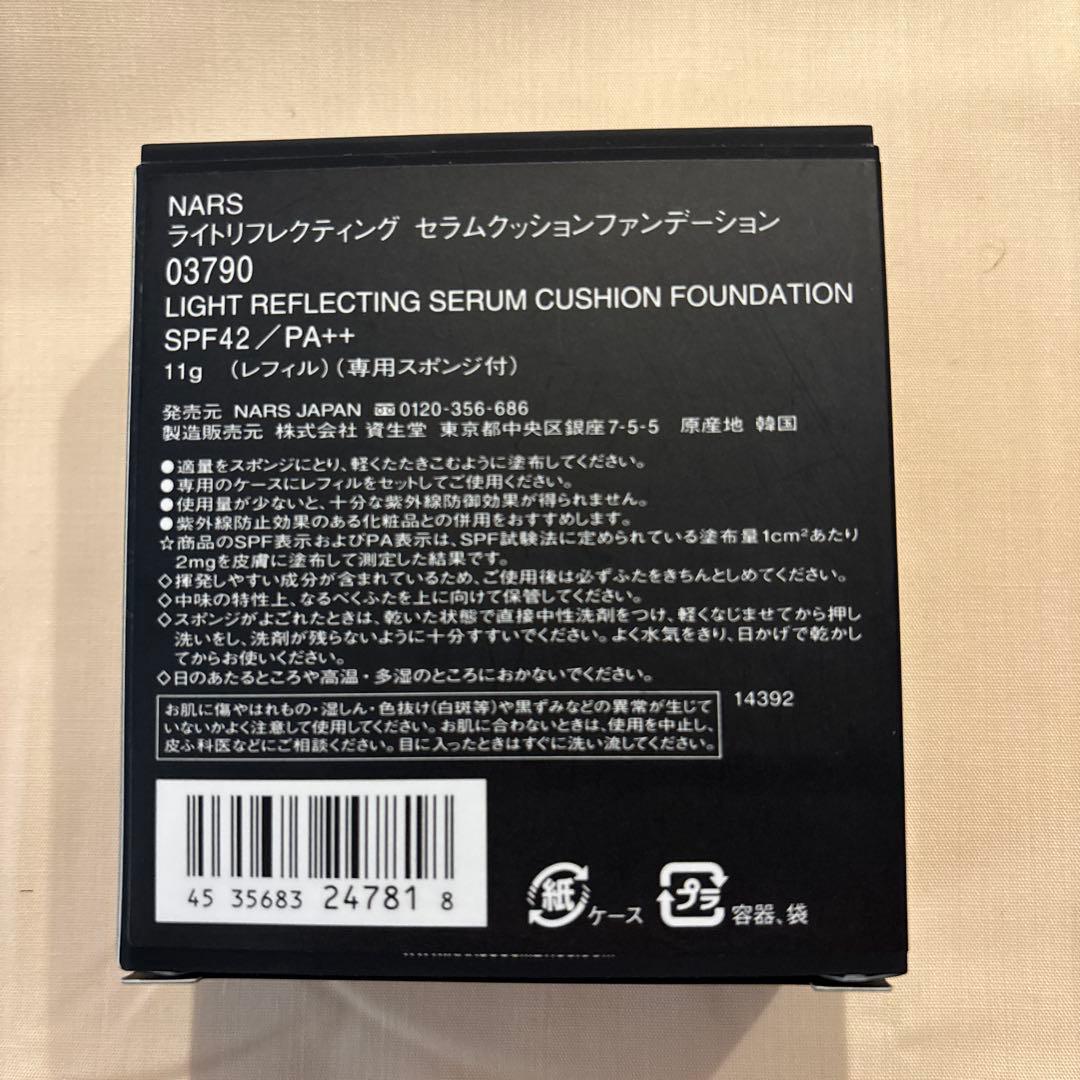 NARS
ライトリフレクティング セラムクッションファンデーション
03790
LIGHT REFLECTING SERUM CUSHION FOUNDATION
SPF42／PA++
11g （レフィル）（専用スポンジ付）
発売元 NARS JAPAN 0120-356-686
製造販売元 株式会社 資生堂 東京都中央区銀座7-5-5 原産地 韓国
●適量をスポンジにとり、軽くたたきこむように塗布してください。
●専用のケースにレフィルをセットしてご使用ください。
●使用量が少ないと、十分な紫外線防御効果が得られません。
●紫外線防止効果のある化粧品との併用をおすすめします。
☆商品のSPF表示およびPA表示は、SPF試験法に定められている塗布量1cm²あたり
2mgを皮膚に塗布して測定した結果です。
◇揮発しやすい成分が含まれているため、ご使用後は必ずふたをきちんとしめてください。
◇中味の特性上、なるべくふたを上に向けて保管してください。
◇スポンジがよごれたときは、乾いた状態で直接中性洗剤をつけ、軽くなじませてから押し
洗いをし、洗剤が残らないように十分すすいでください。よく水気をきり、日かげで乾かし
てからお使いください。
◇日のあたるところや高温・多湿のところにおかないでください。
お肌に傷やはれもの・湿しん・色抜け(白斑等)や黒ずみなどの異常が生じて
いないかよく注意して使用してください。お肌に合わないときは、使用を中止し、
皮ふ科医などにご相談ください。目に入ったときはすぐに洗い流してください。
14392
45 35683 24781 8
紙 ケース
プラ 容器、袋